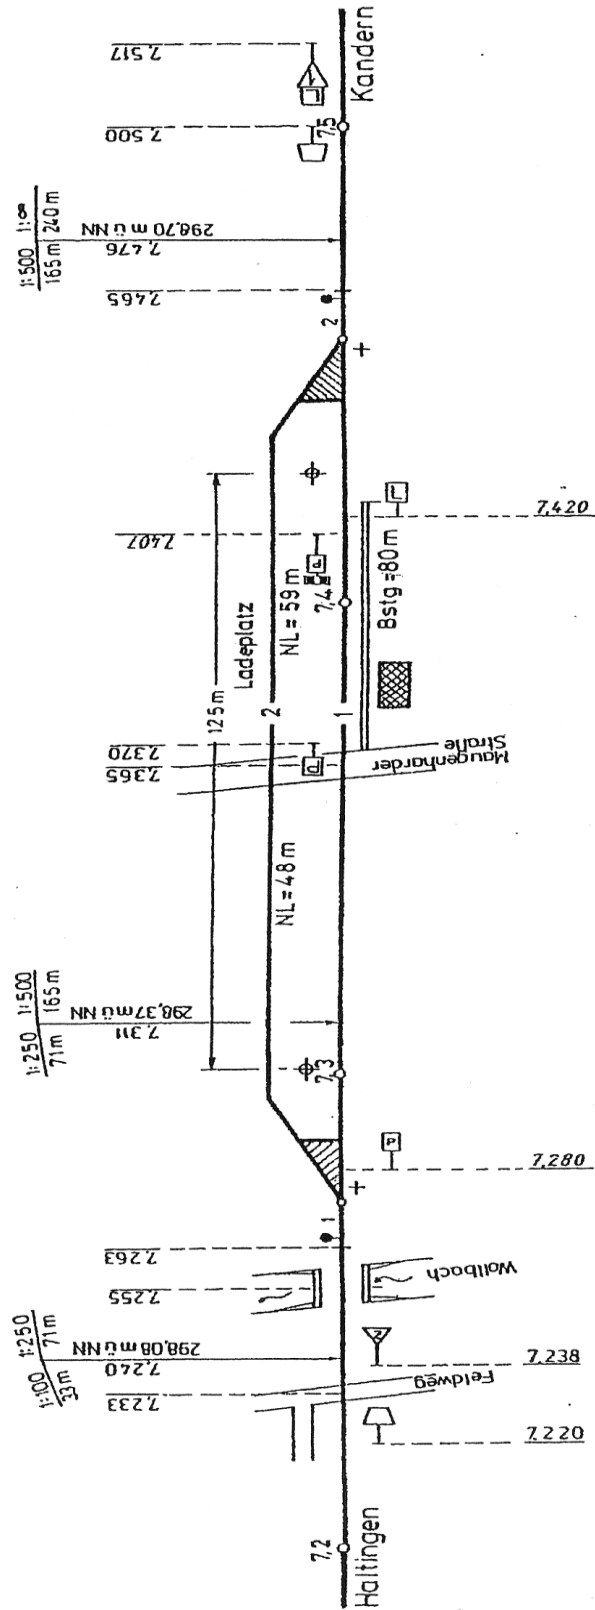 7.517
Kandern
7.500
7,5
1:500 1:∞
165 m 240 m
298,70 m ü NN
7.476
7.465
2
+
L
7,420
7.407
d
7,4
NL = 59 m
Bstg = 80 m
Ladeplatz
125 m
2
1
7.370
7.365
d
Maugenharder
Straße
NL = 48 m
1:250 1:500
71 m 165 m
298,37 m ü NN
7.311
7,3
P
7.280
+
1
7.263
7.255
Wollbach
1:100 1:250
33 m 71 m
298,08 m ü NN
7.240
2
7.238
7.233
Feldweg
7.220
7,2
Haltingen